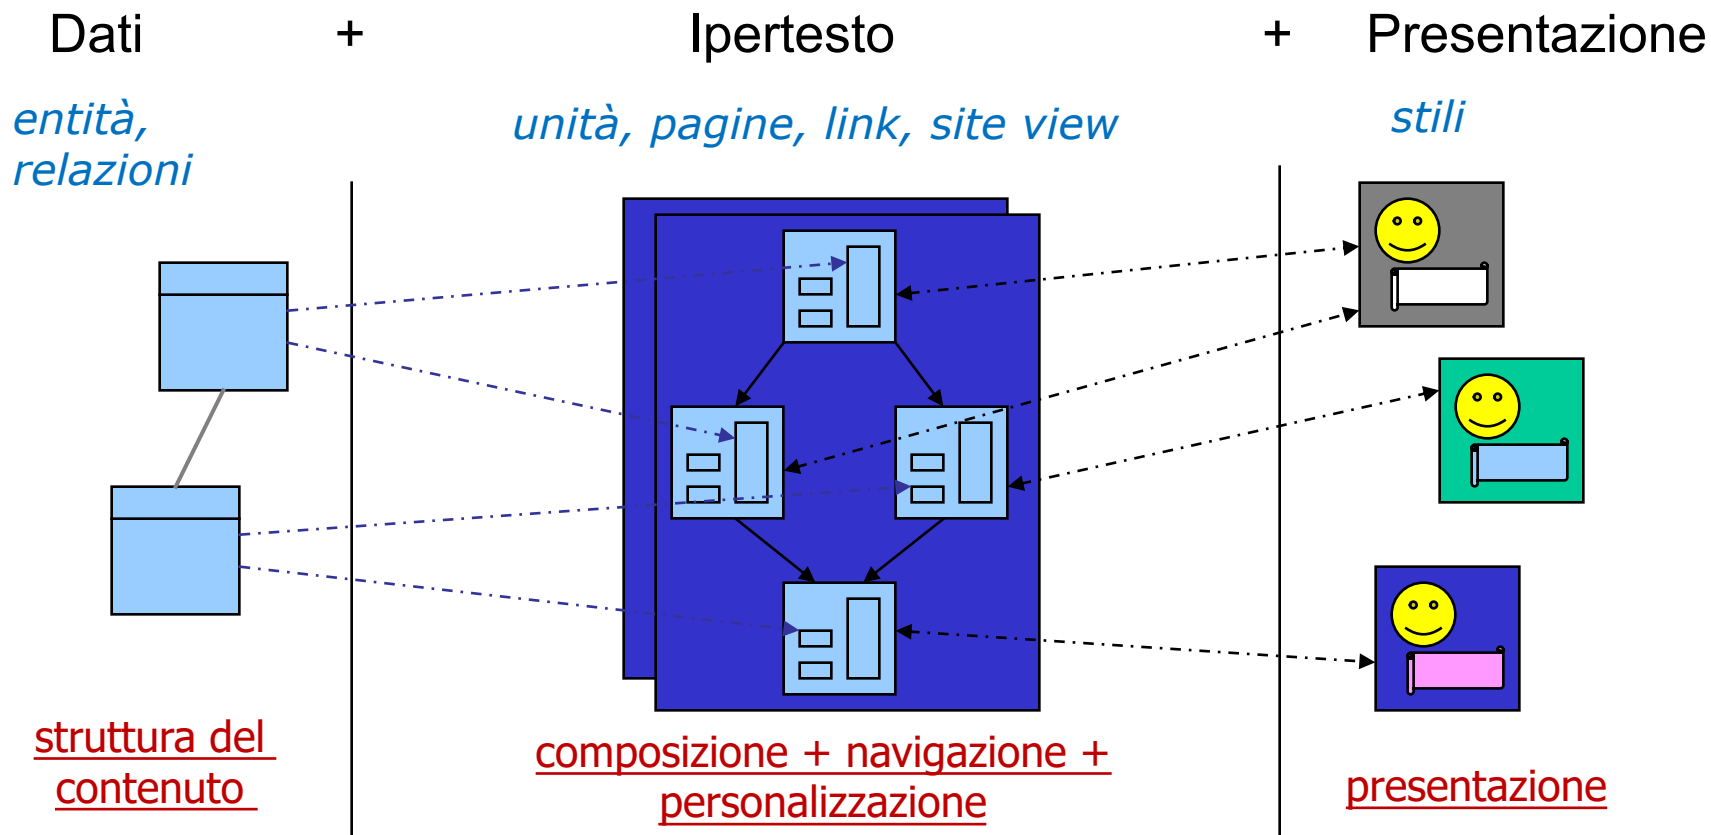 Dati + Ipertesto + Presentazione
entità,
relazioni
unità, pagine, link, site view
stili
struttura del
contenuto
composizione + navigazione +
personalizzazione
presentazione